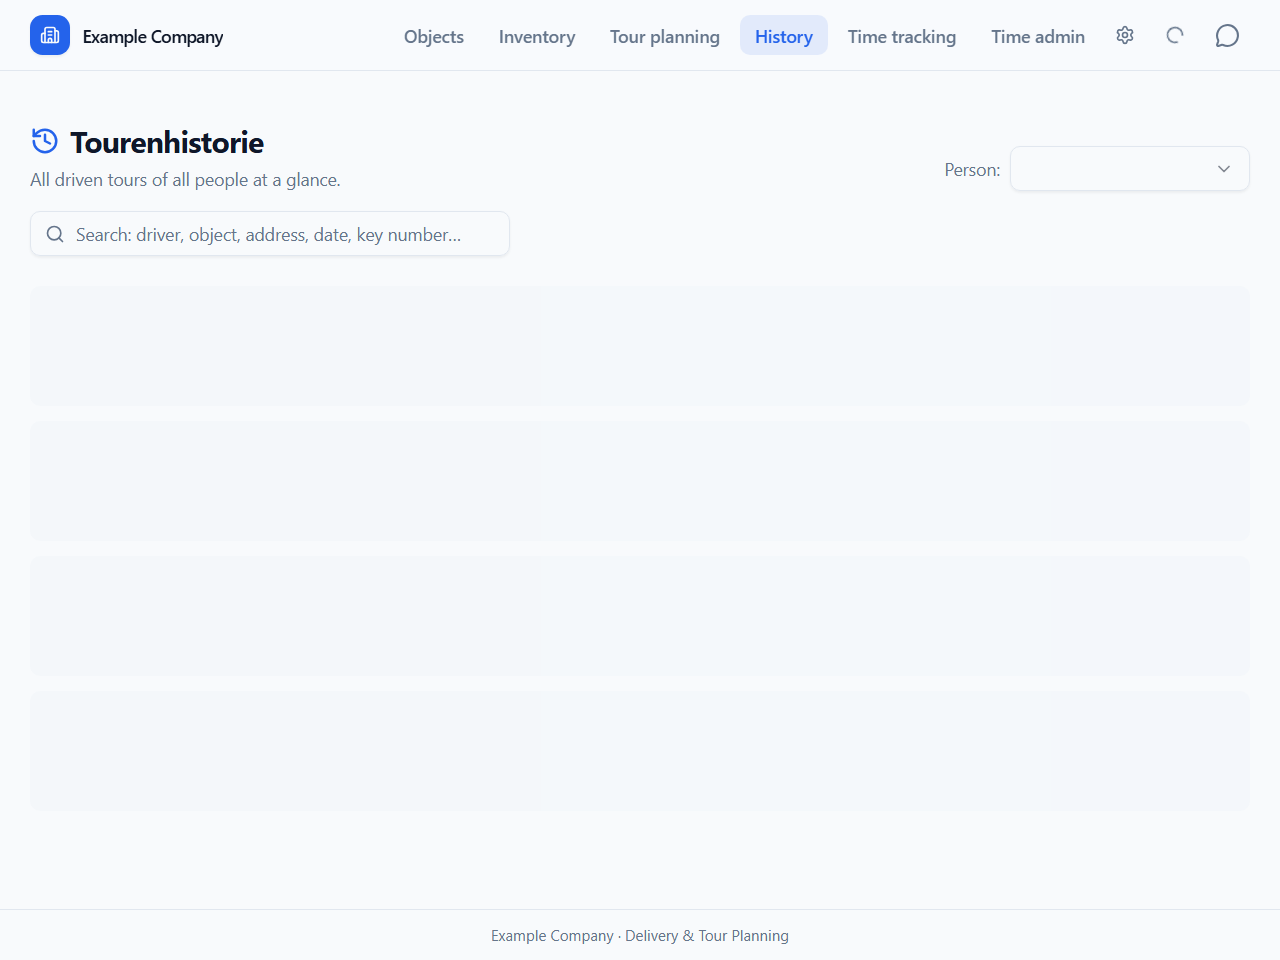 Example Company
Objects
Inventory
Tour planning
History
Time tracking
Time admin
Tourenhistorie
All driven tours of all people at a glance.
Person:
Search: driver, object, address, date, key number...
Example Company · Delivery & Tour Planning